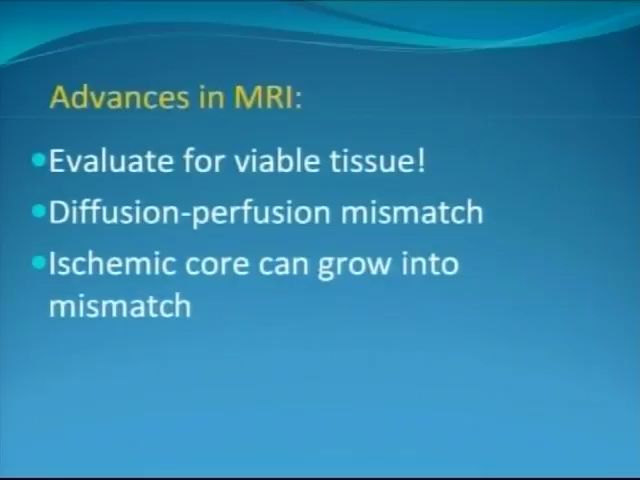 Advances in MRI:
•Evaluate for viable tissue!
•Diffusion-perfusion mismatch
•Ischemic core can grow into
mismatch